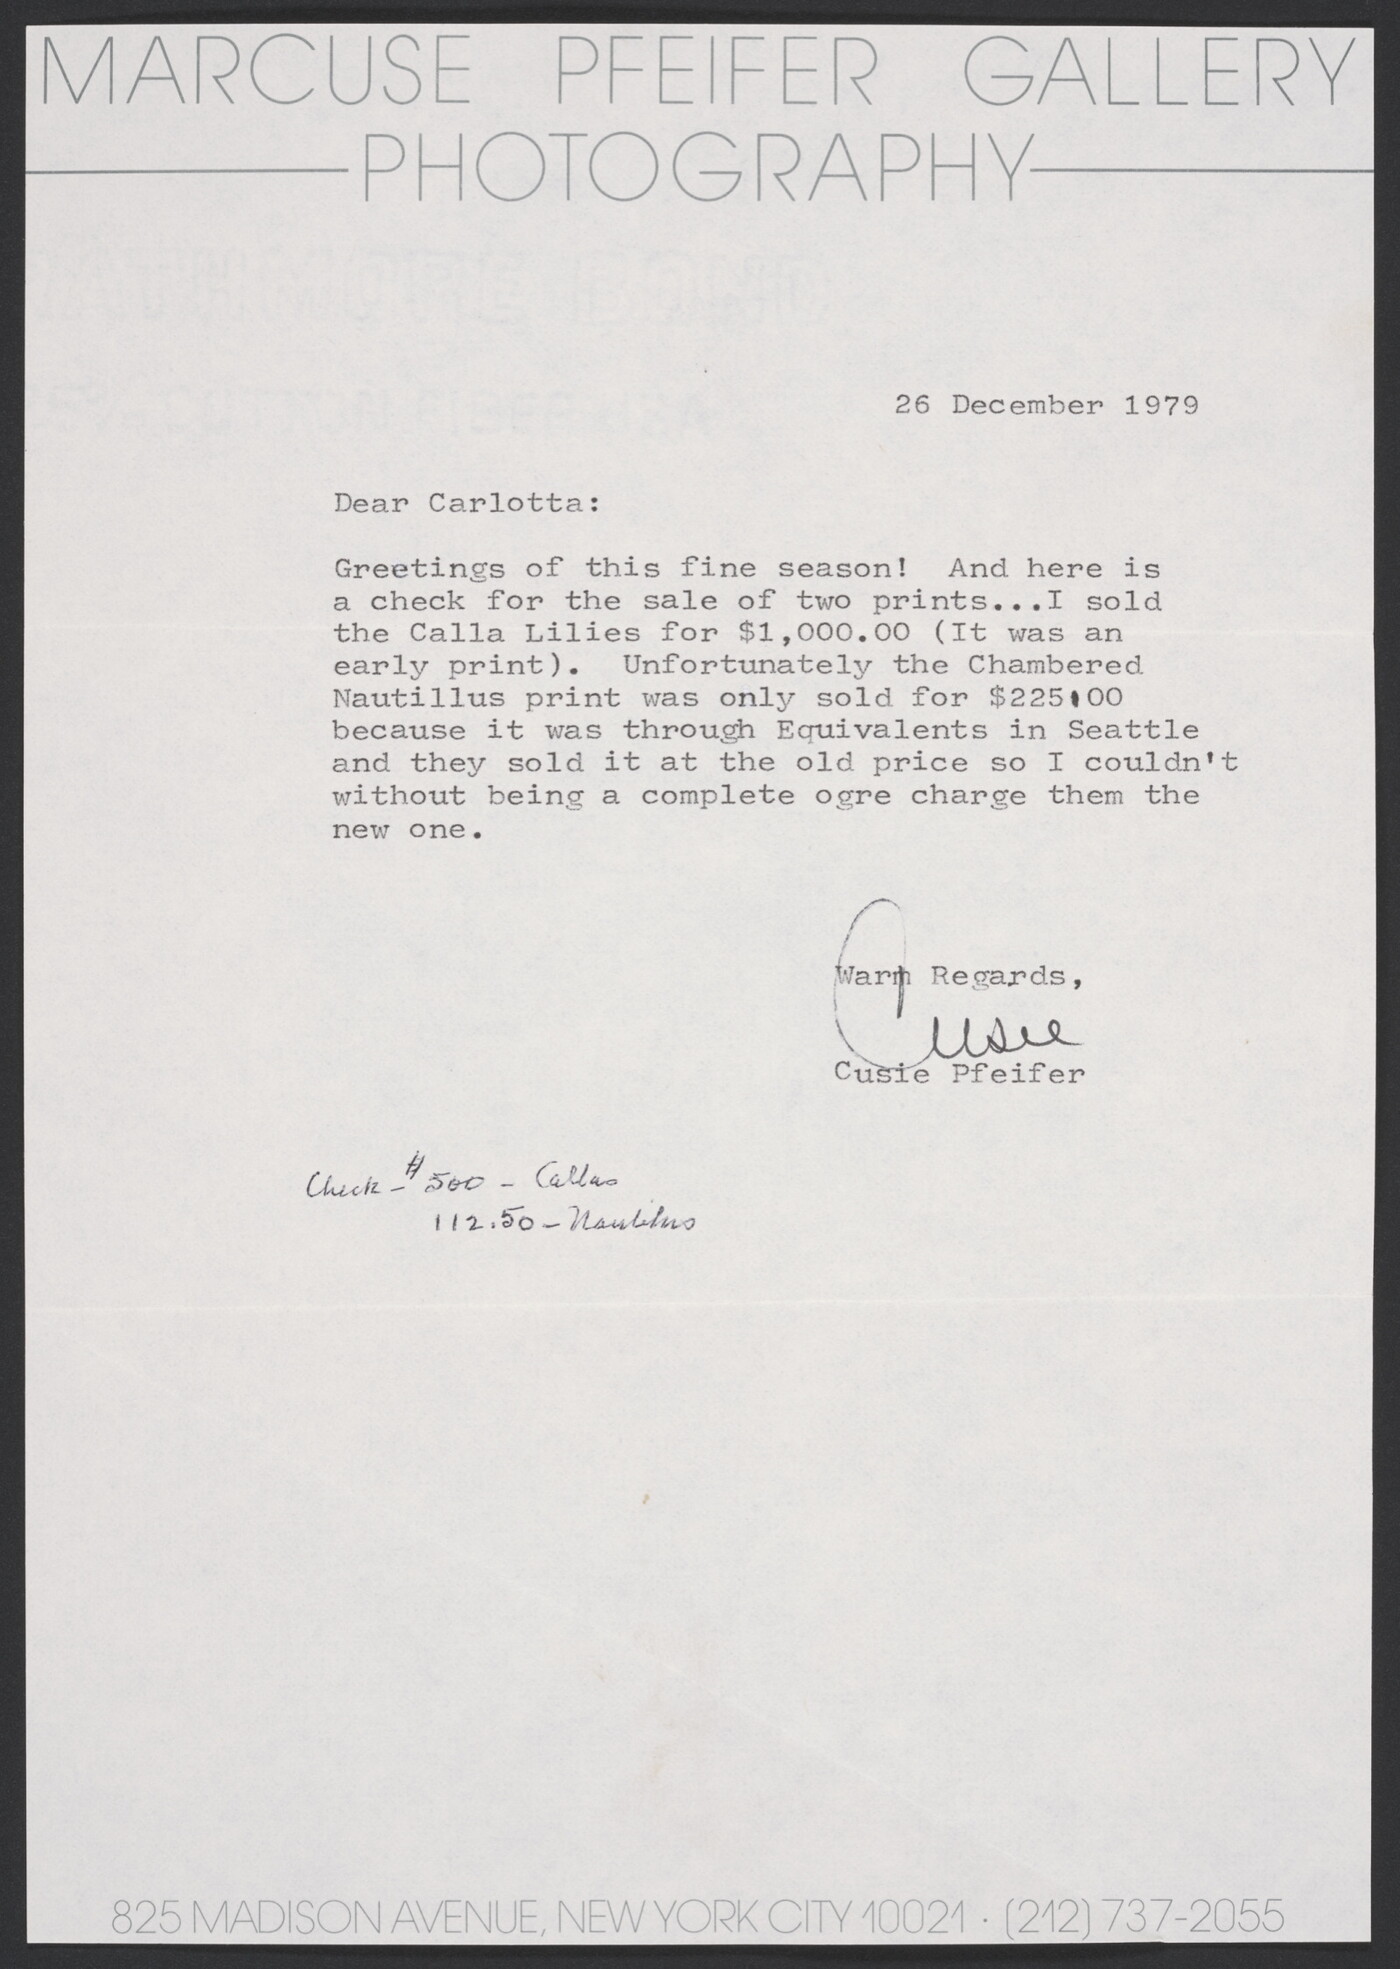 MARCUSE PFEIFER GALLERY
PHOTOGRAPHY
26 December 1979
Dear Carlotta:
Greetings of this fine season!  And here is
a check for the sale of two prints...I sold
the Calla Lilies for $1,000.00 (It was an
early print).  Unfortunately the Chambered
Nautillus print was only sold for $225.00
because it was through Equivalents in Seattle
and they sold it at the old price so I couldn't
without being a complete ogre charge them the
new one.
Warm Regards,
Cusie
Cusie Pfeifer
Check - $500 - Callas
112.50 - Nautilus
825 MADISON AVENUE, NEW YORK CITY 10021 · (212) 737-2055